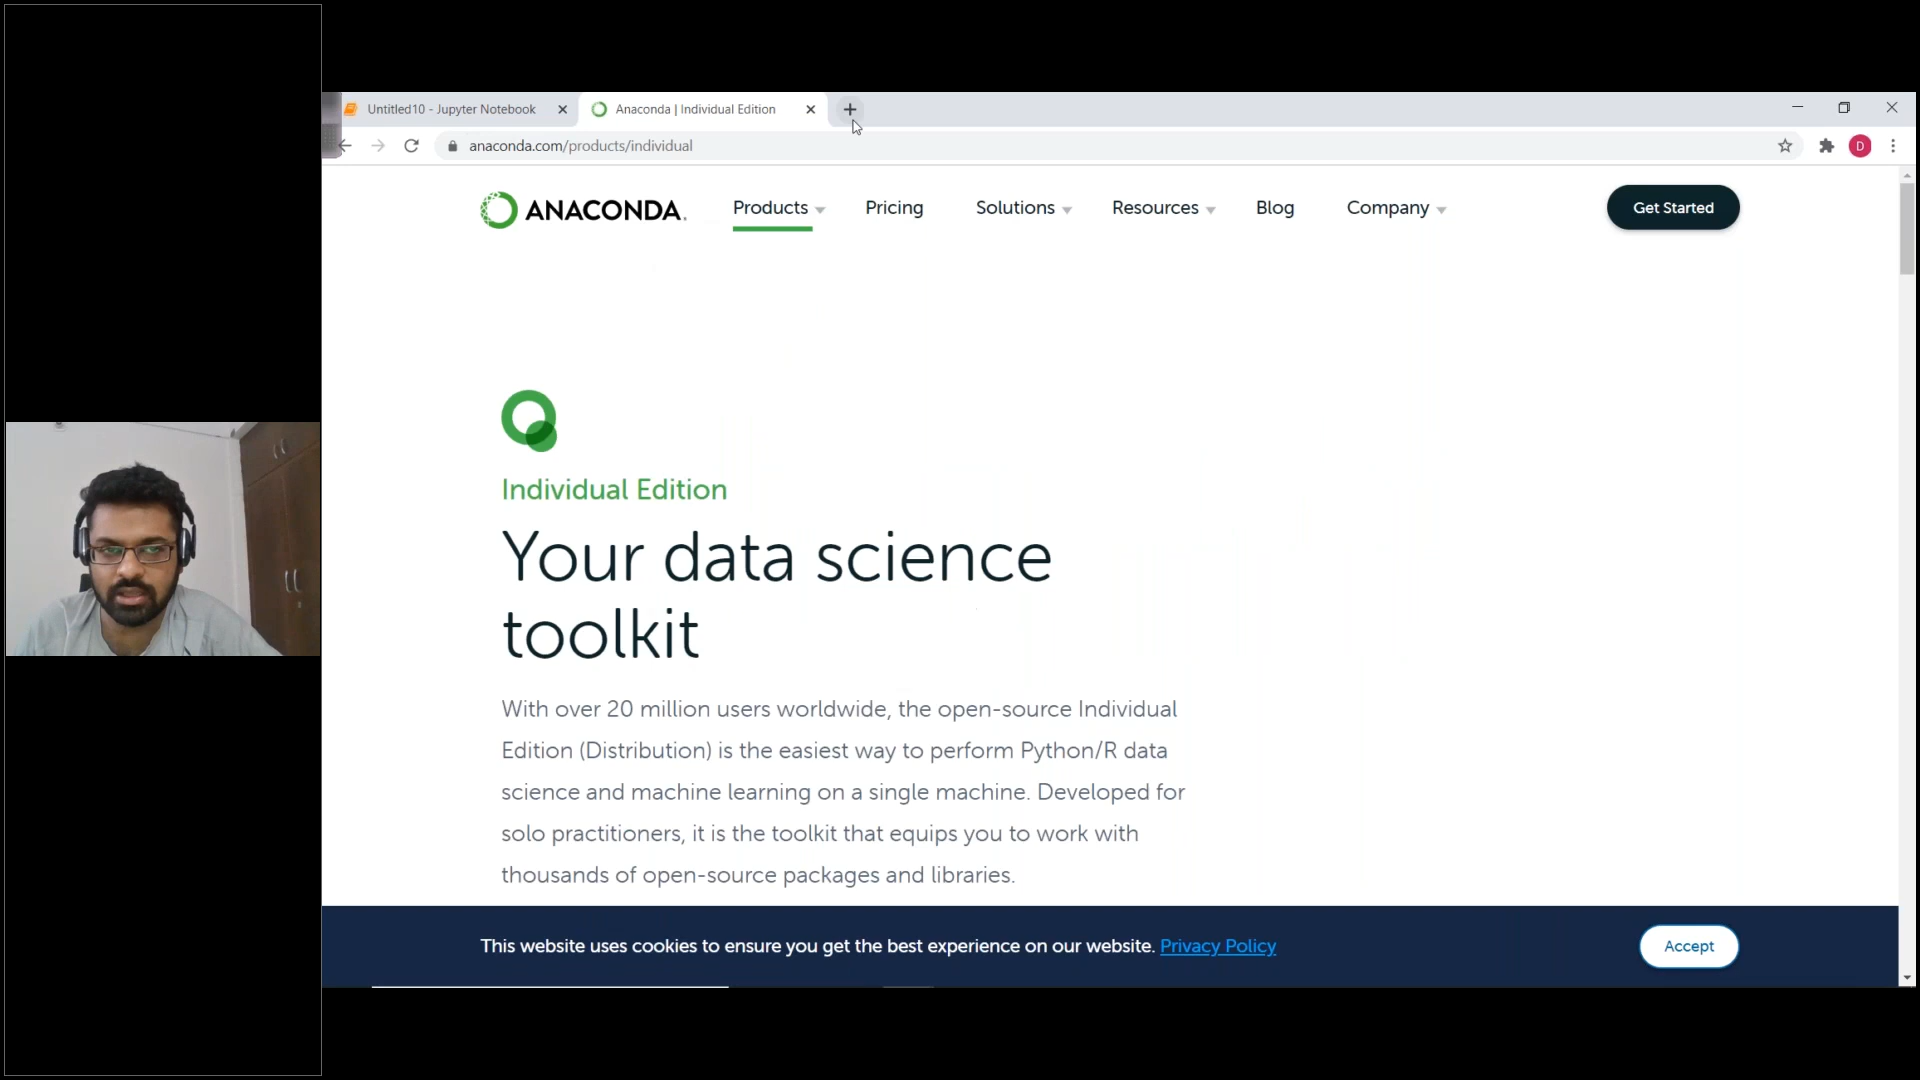 Untitled10 - Jupyter Notebook
Anaconda | Individual Edition
anaconda.com/products/individual
D
ANACONDA.
Products
Pricing
Solutions
Resources
Blog
Company
Get Started
Individual Edition
Your data science
toolkit
With over 20 million users worldwide, the open-source Individual
Edition (Distribution) is the easiest way to perform Python/R data
science and machine learning on a single machine. Developed for
solo practitioners, it is the toolkit that equips you to work with
thousands of open-source packages and libraries.
This website uses cookies to ensure you get the best experience on our website. Privacy Policy
Accept